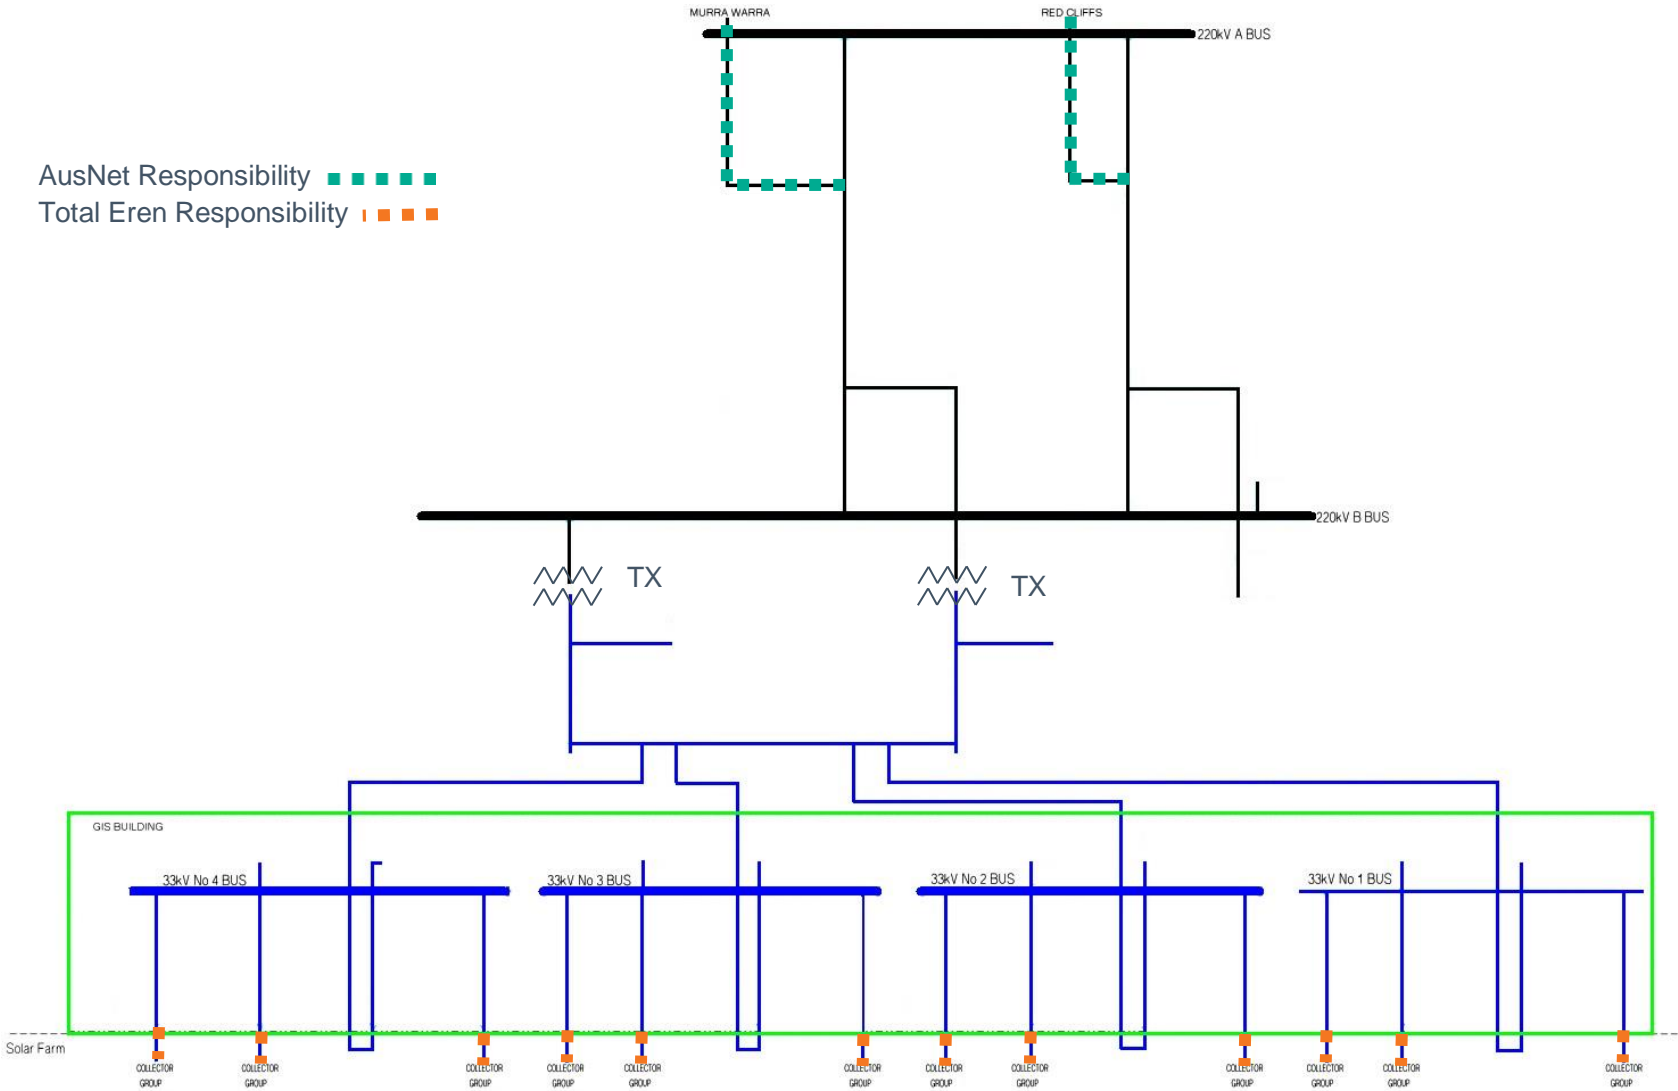 MURRA WARRA
RED CLIFFS
220kV A BUS
AusNet Responsibility
Total Eren Responsibility
220kV B BUS
TX
TX
GIS BUILDING
33kV No 4 BUS
33kV No 3 BUS
33kV No 2 BUS
33kV No 1 BUS
Solar Farm
COLLECTOR
GROUP
COLLECTOR
GROUP
COLLECTOR
GROUP
COLLECTOR
GROUP
COLLECTOR
GROUP
COLLECTOR
GROUP
COLLECTOR
GROUP
COLLECTOR
GROUP
COLLECTOR
GROUP
COLLECTOR
GROUP
COLLECTOR
GROUP
COLLECTOR
GROUP